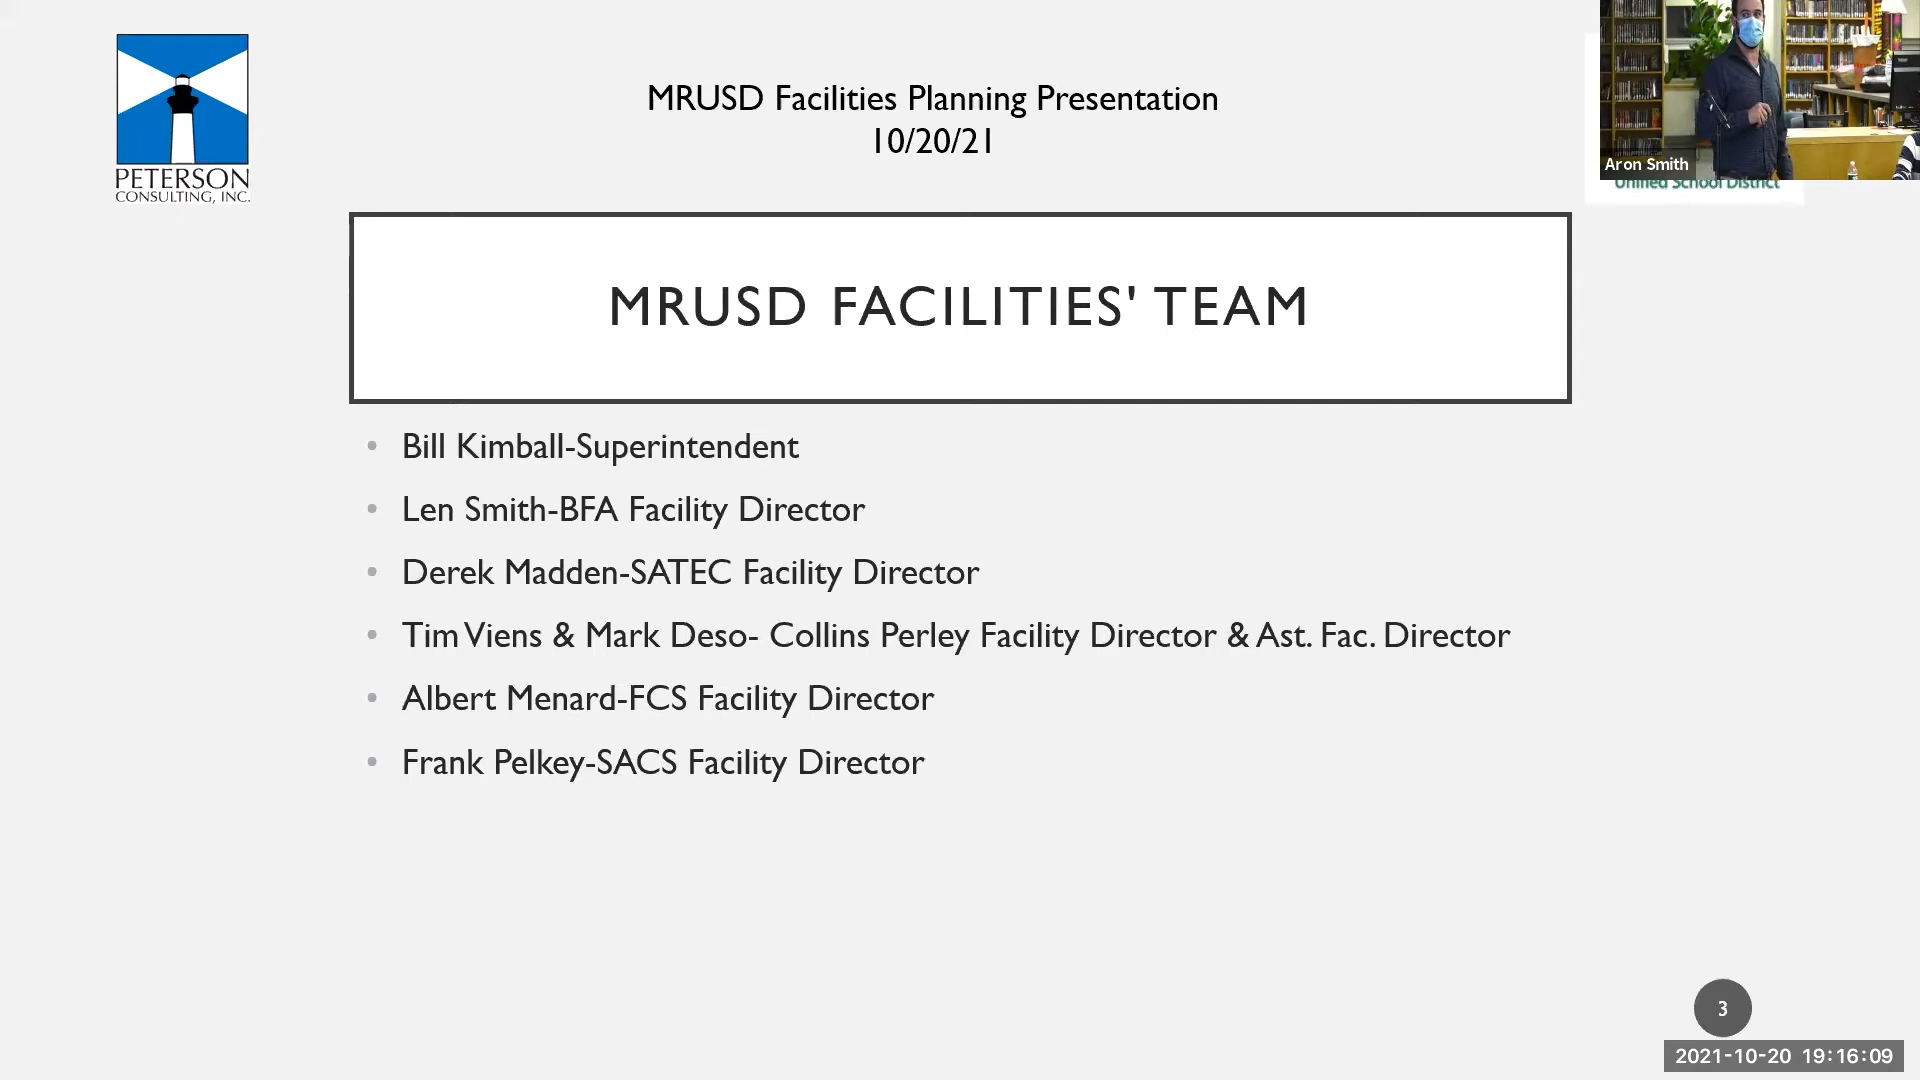 MRUSD Facilities Planning Presentation
10/20/21
PETERSON
CONSULTING, INC.
Aron Smith
Unified School District
MRUSD FACILITIES' TEAM
• Bill Kimball-Superintendent
• Len Smith-BFA Facility Director
• Derek Madden-SATEC Facility Director
• Tim Viens & Mark Deso- Collins Perley Facility Director & Ast. Fac. Director
• Albert Menard-FCS Facility Director
• Frank Pelkey-SACS Facility Director
3
2021-10-20 19:16:09